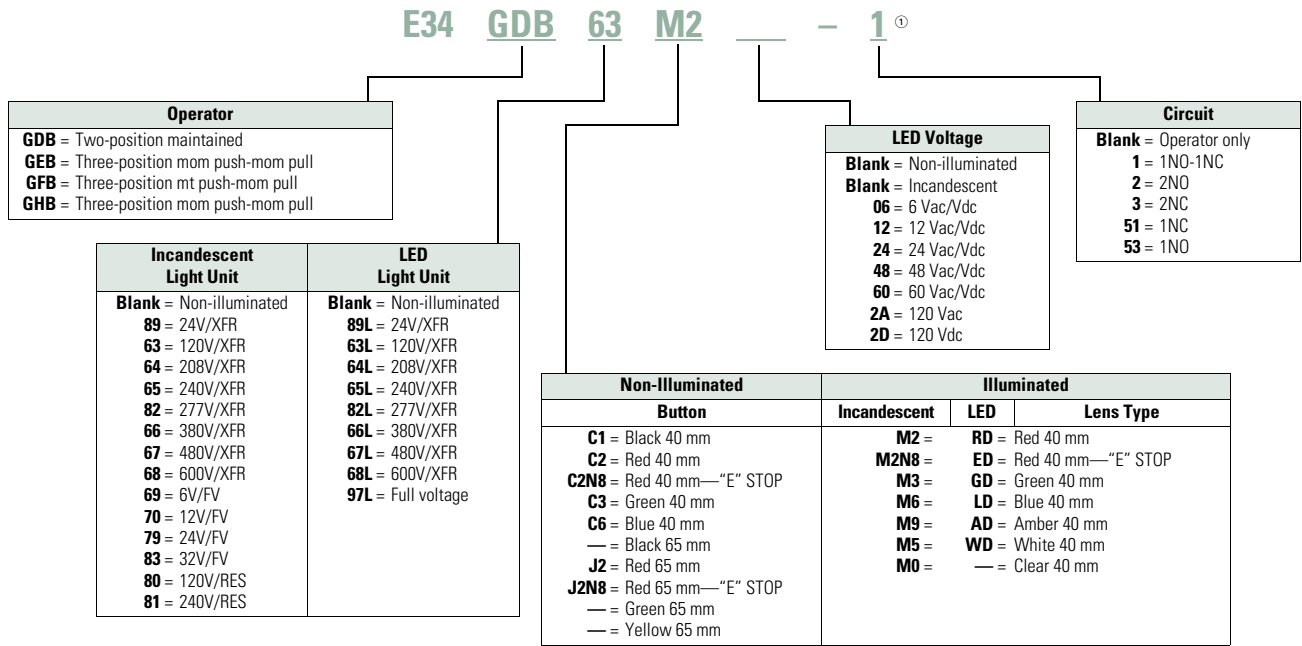 E34 GDB 63 M2 ___ – 1 ①
Operator
GDB = Two-position maintained
GEB = Three-position mom push-mom pull
GFB = Three-position mt push-mom pull
GHB = Three-position mom push-mom pull
Incandescent Light Unit
Blank = Non-illuminated
89 = 24V/XFR
63 = 120V/XFR
64 = 208V/XFR
65 = 240V/XFR
82 = 277V/XFR
66 = 380V/XFR
67 = 480V/XFR
68 = 600V/XFR
69 = 6V/FV
70 = 12V/FV
79 = 24V/FV
83 = 32V/FV
80 = 120V/RES
81 = 240V/RES
LED Light Unit
Blank = Non-illuminated
89L = 24V/XFR
63L = 120V/XFR
64L = 208V/XFR
65L = 240V/XFR
82L = 277V/XFR
66L = 380V/XFR
67L = 480V/XFR
68L = 600V/XFR
97L = Full voltage
Non-Illuminated
Button
C1 = Black 40 mm
C2 = Red 40 mm
C2N8 = Red 40 mm—“E” STOP
C3 = Green 40 mm
C6 = Blue 40 mm
— = Black 65 mm
J2 = Red 65 mm
J2N8 = Red 65 mm—“E” STOP
— = Green 65 mm
— = Yellow 65 mm
Illuminated
Incandescent LED Lens Type
M2 = RD = Red 40 mm
M2N8 = ED = Red 40 mm—“E” STOP
M3 = GD = Green 40 mm
M6 = LD = Blue 40 mm
M9 = AD = Amber 40 mm
M5 = WD = White 40 mm
M0 = — = Clear 40 mm
LED Voltage
Blank = Non-illuminated
Blank = Incandescent
06 = 6 Vac/Vdc
12 = 12 Vac/Vdc
24 = 24 Vac/Vdc
48 = 48 Vac/Vdc
60 = 60 Vac/Vdc
2A = 120 Vac
2D = 120 Vdc
Circuit
Blank = Operator only
1 = 1NO-1NC
2 = 2NO
3 = 2NC
51 = 1NC
53 = 1NO